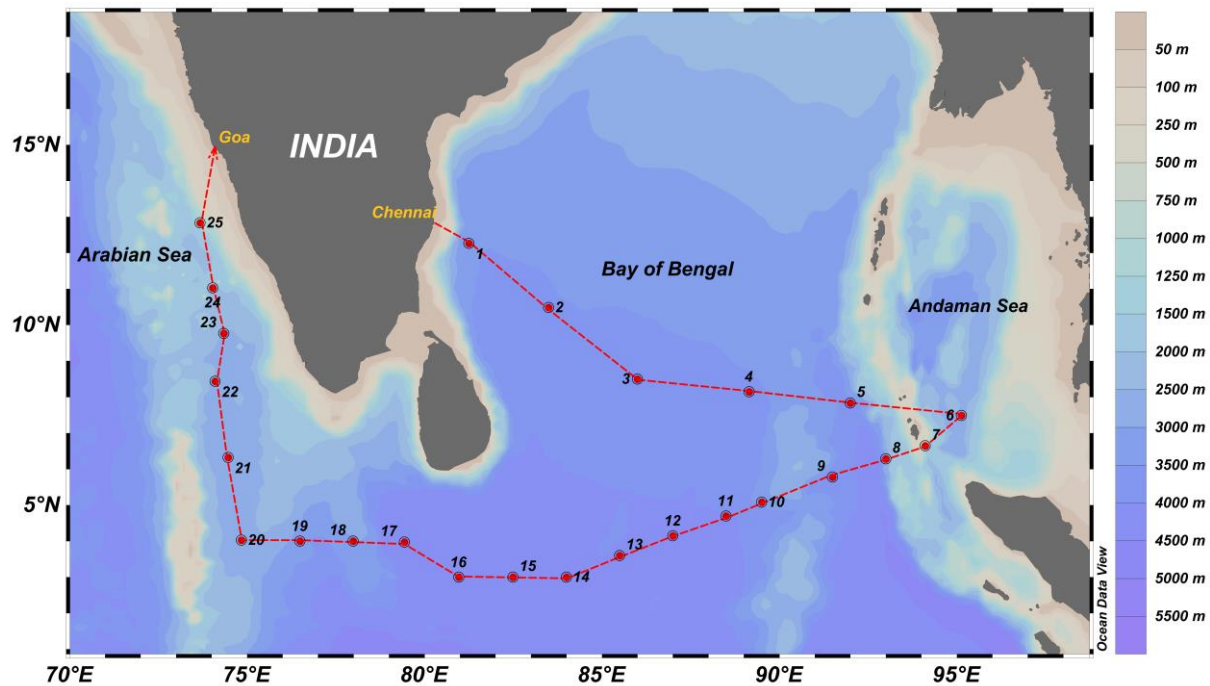 50 m
100 m
250 m
500 m
750 m
1000 m
1250 m
1500 m
2000 m
2500 m
3000 m
3500 m
4000 m
4500 m
5000 m
5500 m
15°N
10°N
5°N
70°E
75°E
80°E
85°E
90°E
95°E
Goa
INDIA
Chennai
Arabian Sea
Bay of Bengal
Andaman Sea
1
2
3
4
5
6
7
8
9
10
11
12
13
14
15
16
17
18
19
20
21
22
23
24
25
Ocean Data View